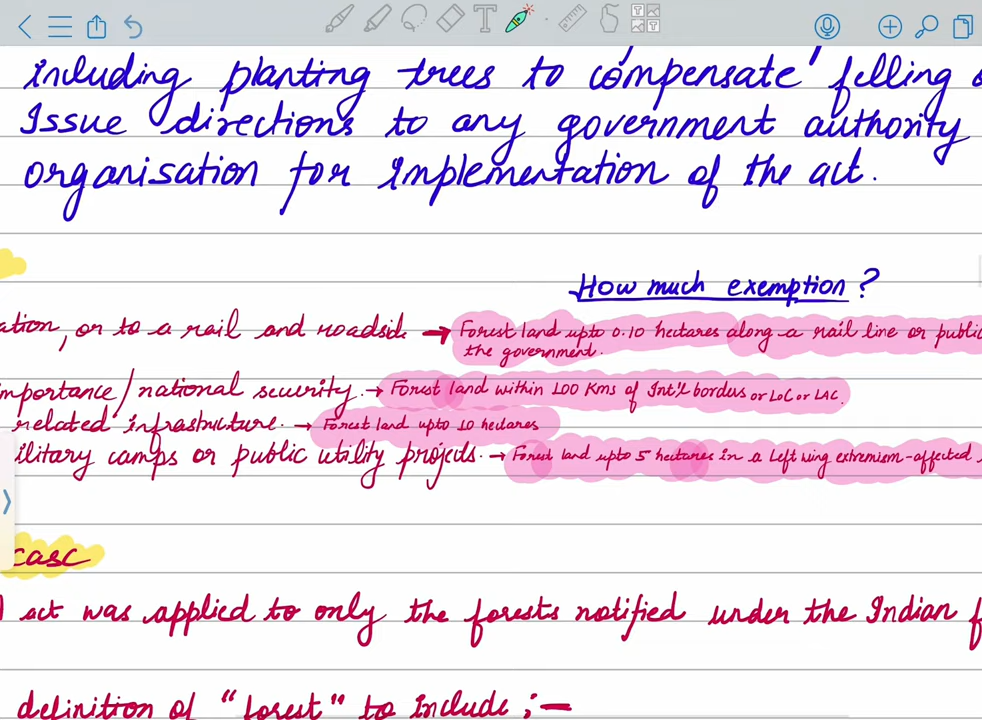 including planting trees to compensate felling
Issue directions to any government authority
organisation for implementation of the act.
How much exemption?
ation, or to a rail and roadside → Forest land upto 0.10 hectares along a rail line or public
the government.
importance/national security. → Forest land within 100 Kms of Int'l borders or LoC or LAC.
related infrastructure. → Forest land upto 10 hectares
ilitary camps or public utility projects. → Forest land upto 5 hectares in a Left wing extremism-affected
case
act was applied to only the forests notified under the Indian f
definition of "forest" to Include ;-